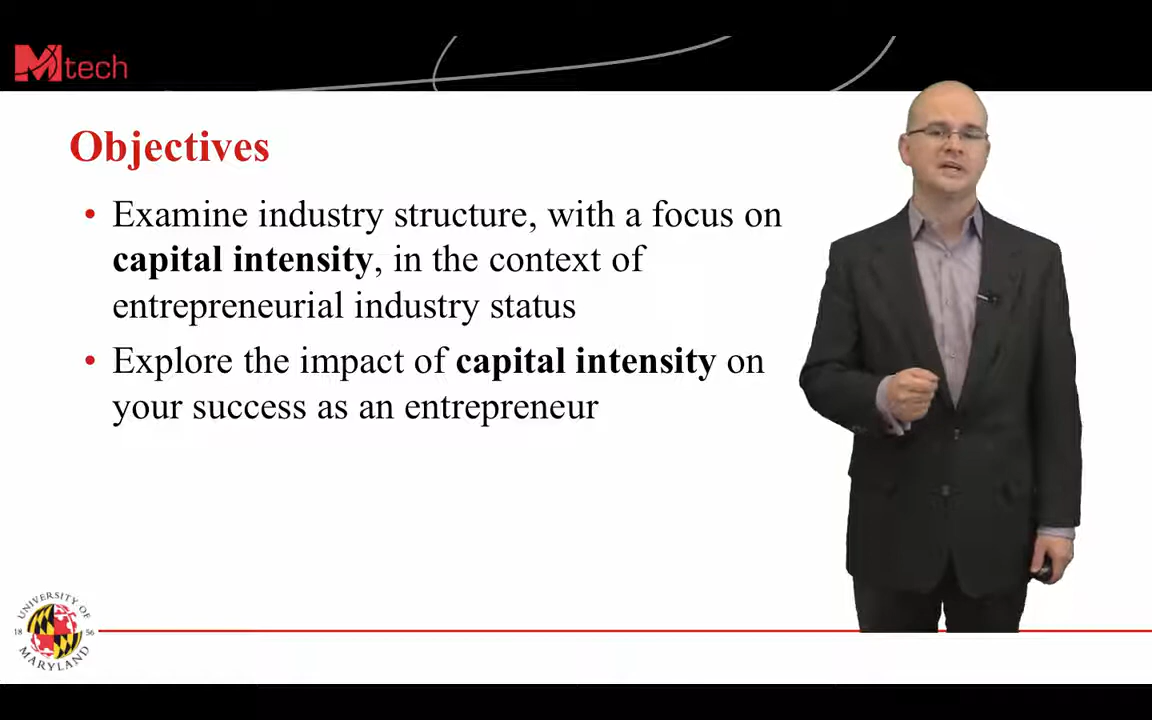 Mtech
Objectives
• Examine industry structure, with a focus on
capital intensity, in the context of
entrepreneurial industry status
• Explore the impact of capital intensity on
your success as an entrepreneur
UNIVERSITY OF
18 56
MARYLAND